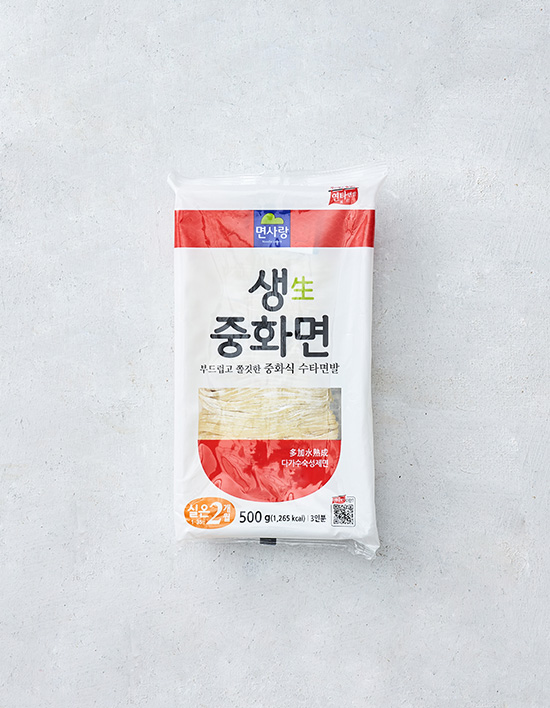 면사랑
생生
중화면
부드럽고 쫄깃한 중화식 수타면발
多加水熟成
다가수숙성세면
실온2개월
500 g(1,265 kcal) | 3인분